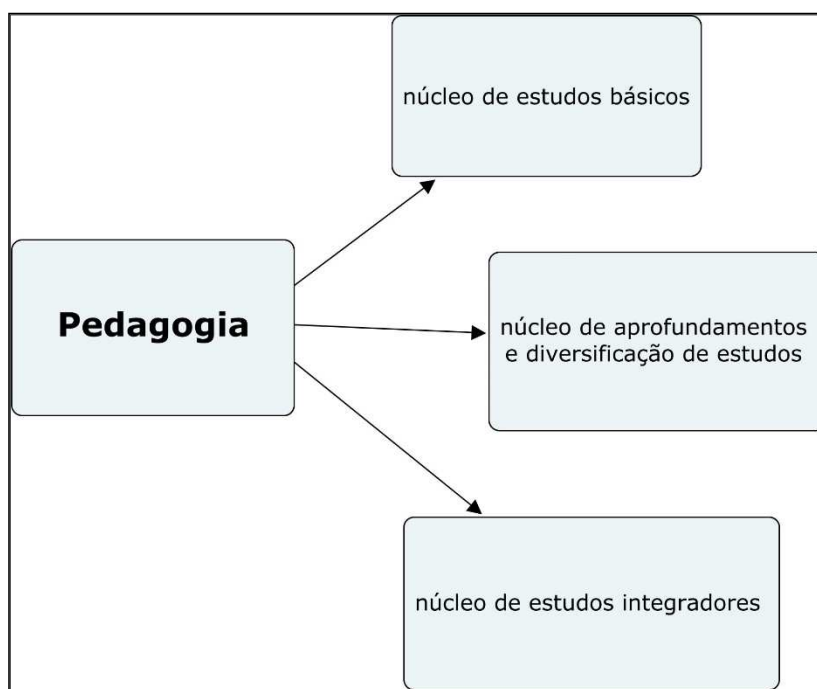 núcleo de estudos básicos
Pedagogia
núcleo de aprofundamentos
e diversificação de estudos
núcleo de estudos integradores